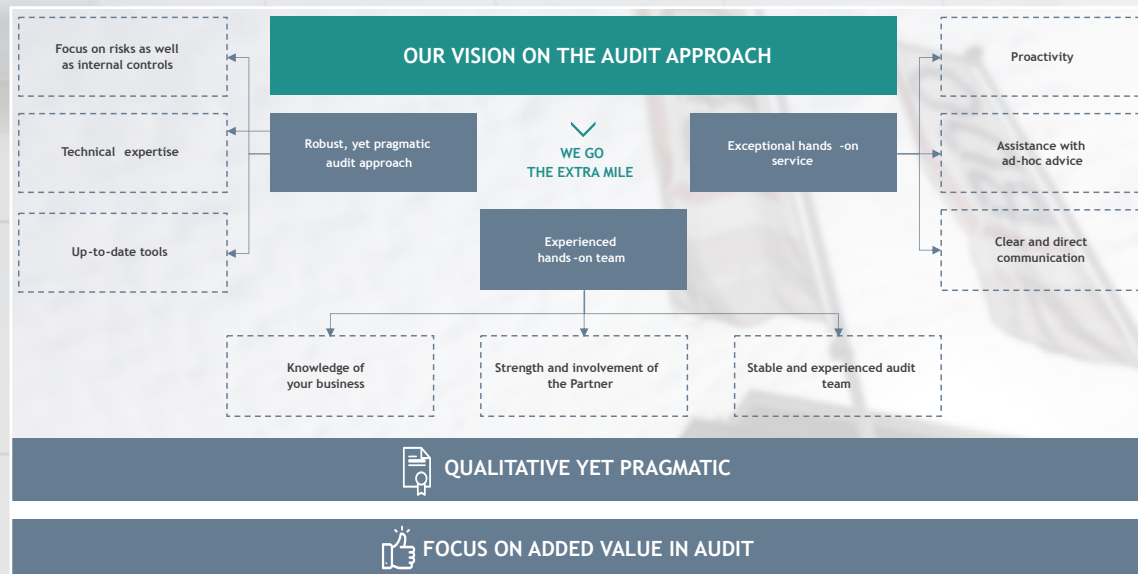 OUR VISION ON THE AUDIT APPROACH
Focus on risks as well
as internal controls
Technical expertise
Up-to-date tools
Robust, yet pragmatic
audit approach
WE GO
THE EXTRA MILE
Exceptional hands -on
service
Proactivity
Assistance with
ad-hoc advice
Clear and direct
communication
Experienced
hands-on team
Knowledge of
your business
Strength and involvement of
the Partner
Stable and experienced audit
team
QUALITATIVE YET PRAGMATIC
FOCUS ON ADDED VALUE IN AUDIT